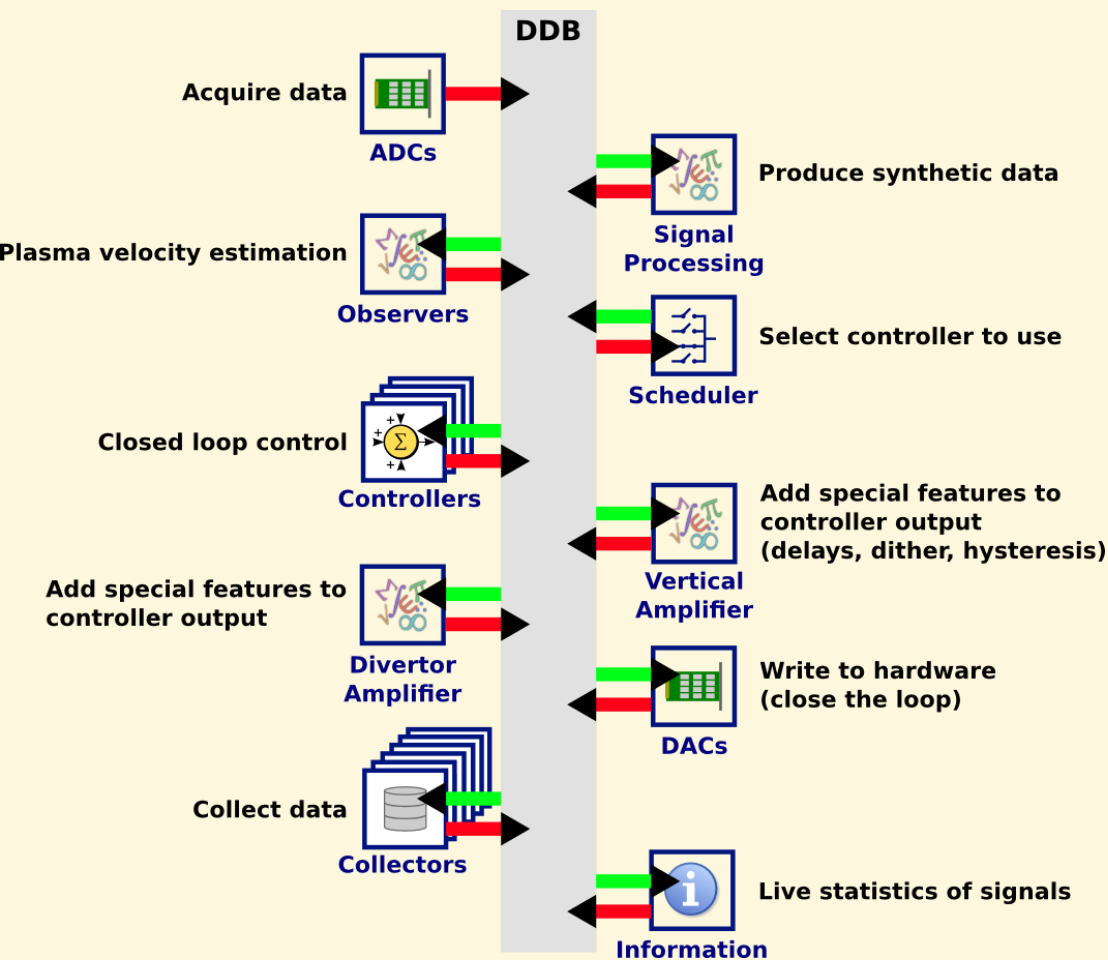 DDB
Acquire data
ADCs
Produce synthetic data
Signal
Processing
Plasma velocity estimation
Observers
Select controller to use
Scheduler
Closed loop control
Controllers
Add special features to
controller output
(delays, dither, hysteresis)
Vertical
Amplifier
Add special features to
controller output
Divertor
Amplifier
Write to hardware
(close the loop)
DACs
Collect data
Collectors
Live statistics of signals
Information